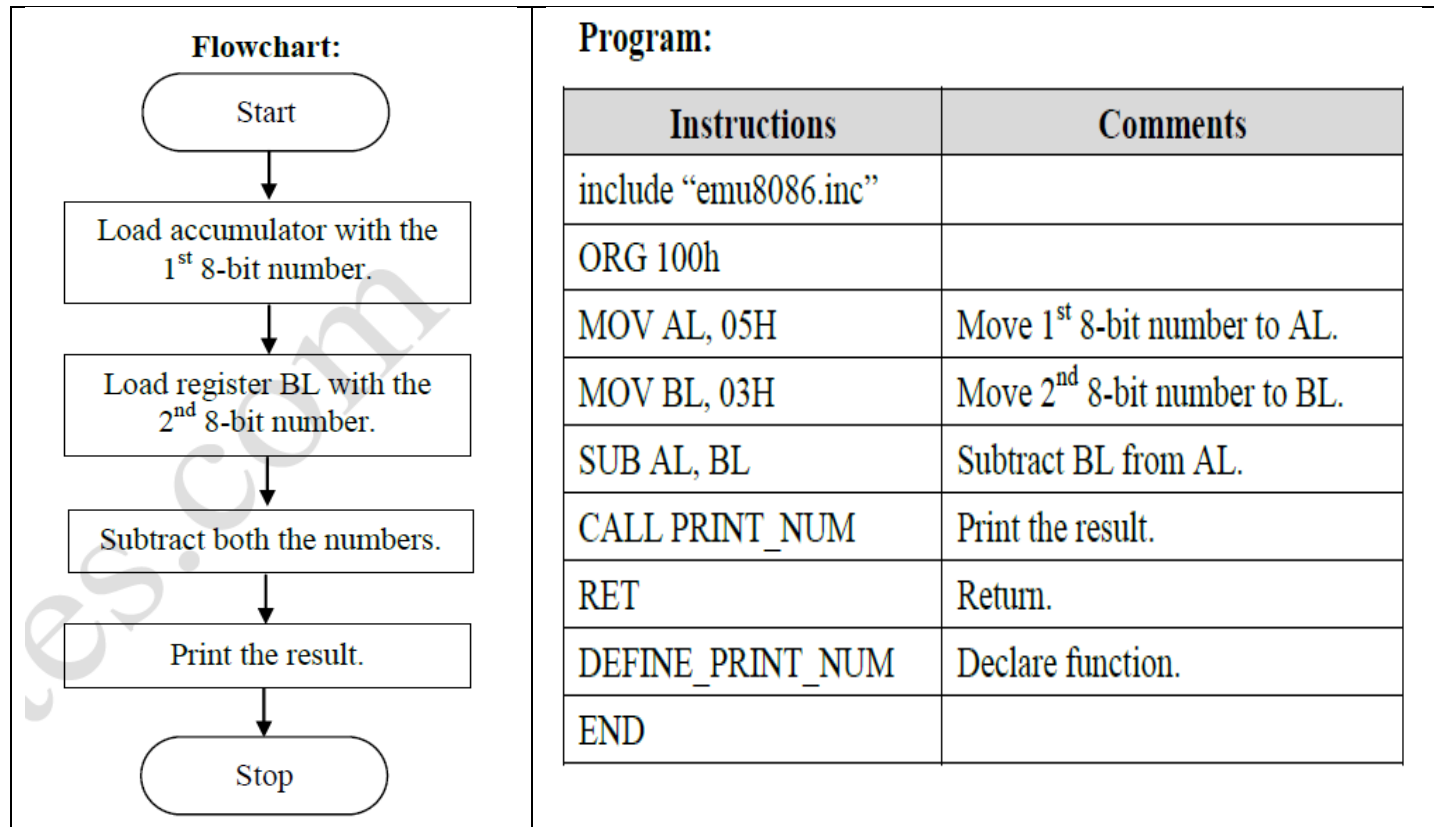 Flowchart:
Start
Load accumulator with the
1st 8-bit number.
Load register BL with the
2nd 8-bit number.
Subtract both the numbers.
Print the result.
Stop
es.com
Program:
Instructions Comments
include “emu8086.inc”
ORG 100h
MOV AL, 05H Move 1st 8-bit number to AL.
MOV BL, 03H Move 2nd 8-bit number to BL.
SUB AL, BL Subtract BL from AL.
CALL PRINT_NUM Print the result.
RET Return.
DEFINE_PRINT_NUM Declare function.
END